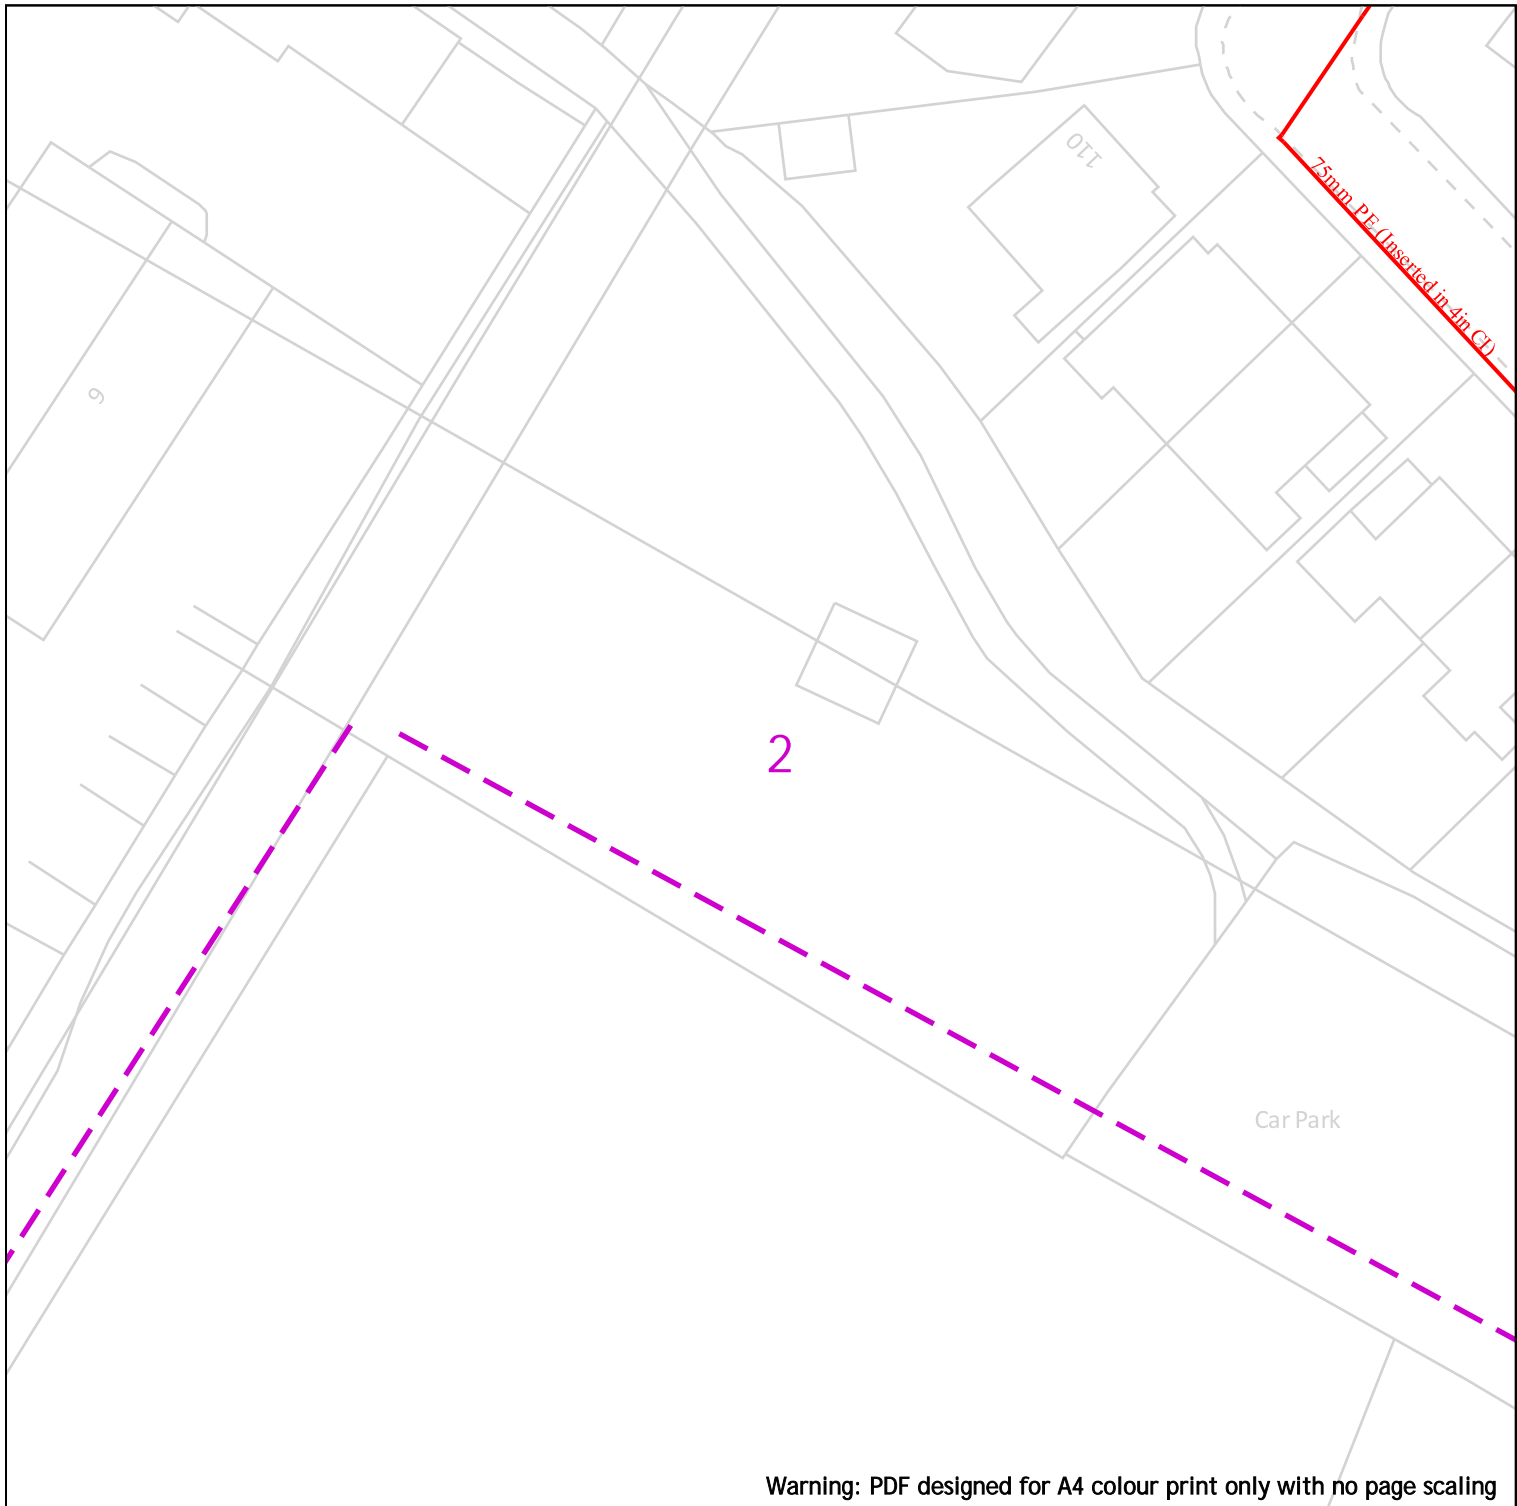 110
75mm PE (Inserted in 4in CI)
6
2
Car Park
Warning: PDF designed for A4 colour print only with no page scaling